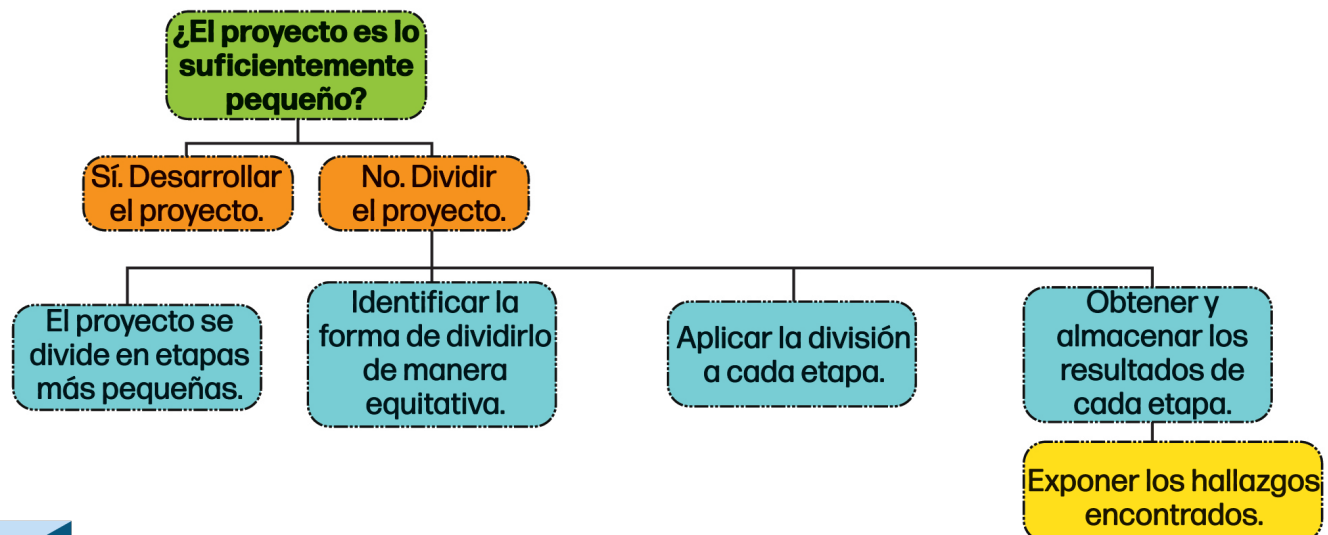 ¿El proyecto es lo
suficientemente
pequeño?
Sí. Desarrollar
el proyecto.
No. Dividir
el proyecto.
El proyecto se
divide en etapas
más pequeñas.
Identificar la
forma de dividirlo
de manera
equitativa.
Aplicar la división
a cada etapa.
Obtener y
almacenar los
resultados de
cada etapa.
Exponer los hallazgos
encontrados.